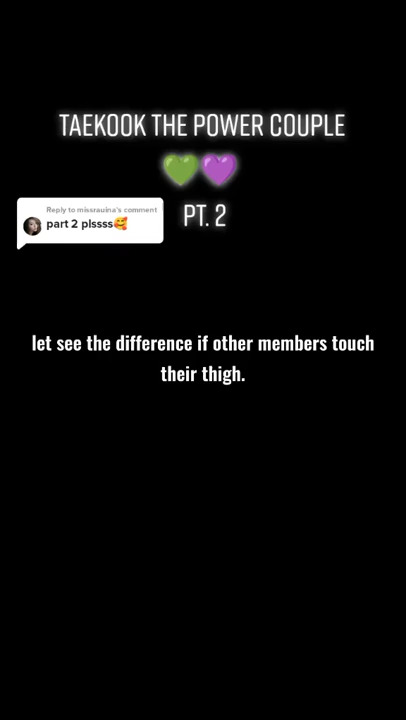 TAEKOOK THE POWER COUPLE
💚💜
PT. 2
Reply to missrauina's comment
part 2 plssss🥰
let see the difference if other members touch
their thigh.